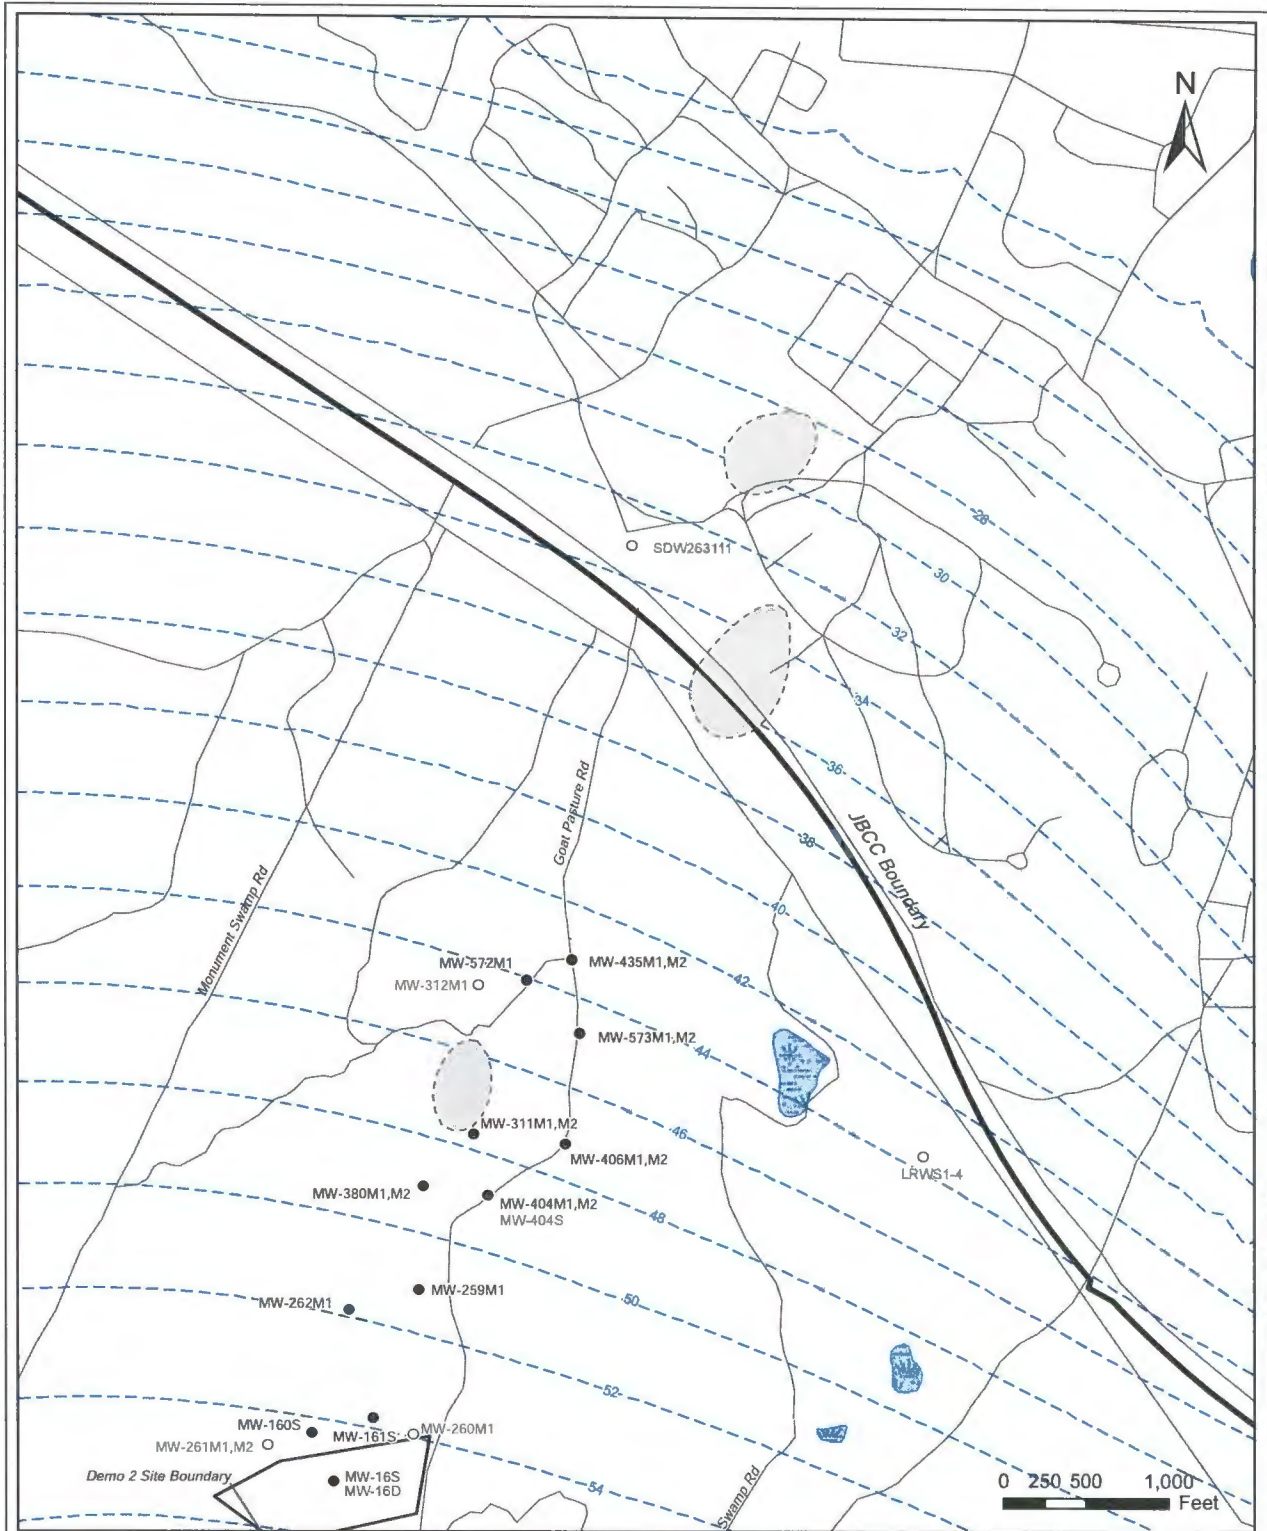 N
SDW263111
28
30
32
34
36
38
40
42
44
46
48
50
52
54
JBCC Boundary
Goat Pasture Rd
Monument Swamp Rd
MW-572M1
MW-435M1,M2
MW-312M1
MW-573M1,M2
MW-311M1,M2
MW-406M1,M2
LRWS1-4
MW-380M1,M2
MW-404M1,M2
MW-404S
MW-259M1
MW-262M1
MW-160S
MW-161S
MW-260M1
MW-261M1,M2
Demo 2 Site Boundary
MW-16S
MW-16D
Swamp Rd
0 250 500 1,000
Feet